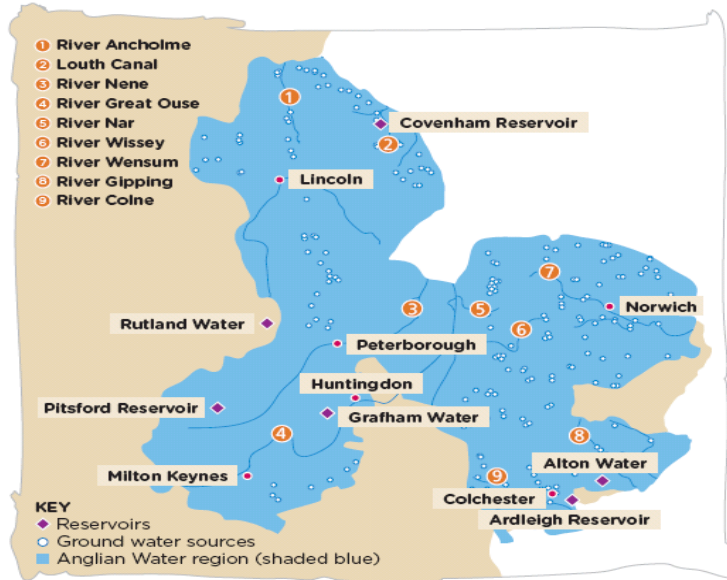 1 River Ancholme
2 Louth Canal
3 River Nene
4 River Great Ouse
5 River Nar
6 River Wissey
7 River Wensum
8 River Gipping
9 River Colne
1
Covenham Reservoir
2
Lincoln
7
Norwich
3
5
6
Rutland Water
Peterborough
Huntingdon
Pitsford Reservoir
Grafham Water
4
8
Alton Water
Milton Keynes
9
Colchester
Ardleigh Reservoir
KEY
Reservoirs
Ground water sources
Anglian Water region (shaded blue)